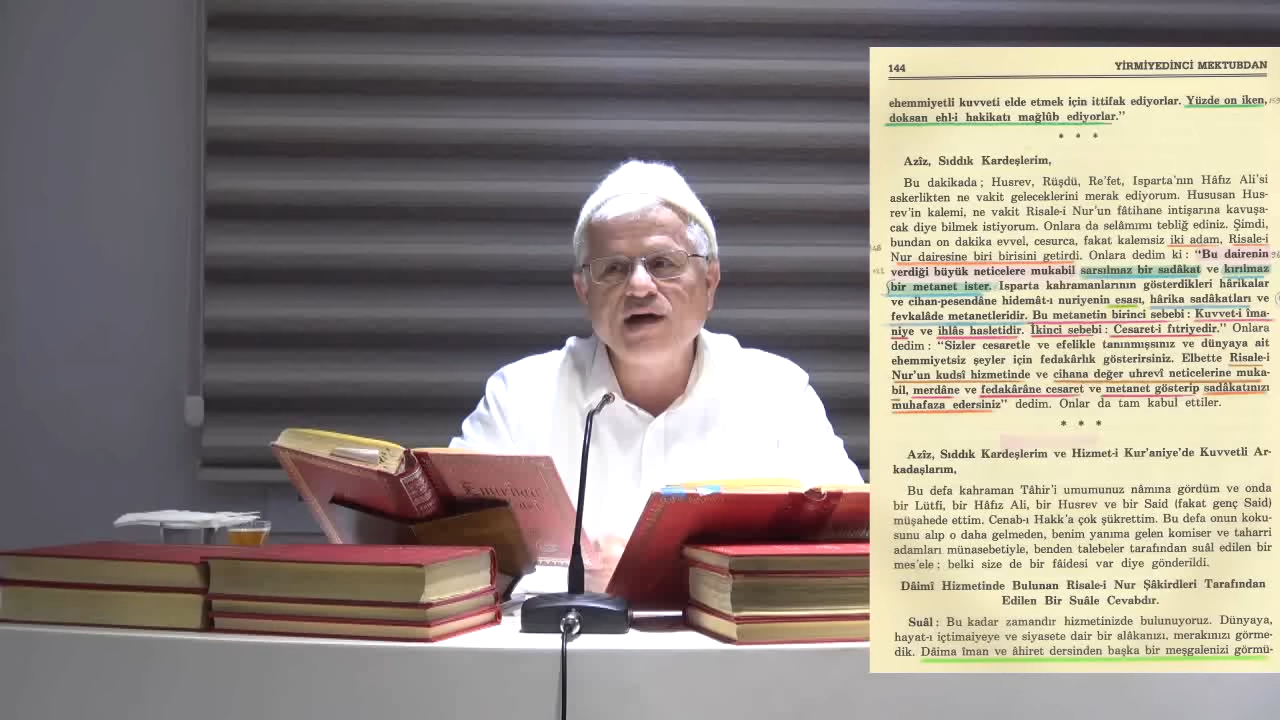 144
YİRMİYEDİNCİ MEKTUBDAN
ehemmiyetli kuvveti elde etmek için ittifak ediyorlar. Yüzde on iken,
doksan ehl-i hakikatı mağlûb ediyorlar."
* * *
Azîz, Sıddık Kardeşlerim,
Bu dakikada; Husrev, Rüşdü, Re'fet, Isparta'nın Hâfız Ali'si
askerlikten ne vakit geleceklerini merak ediyorum. Hususan Hus-
rev'in kalemi, ne vakit Risale-i Nur'un fâtihane intişarına kavuşa-
cak diye bilmek istiyorum. Onlara da selâmımı tebliğ ediniz. Şimdi,
bundan on dakika evvel, cesurca, fakat kalemsiz iki adam, Risale-i
Nur dairesine biri birisini getirdi. Onlara dedim ki: "Bu dairenin
verdiği büyük neticelere mukabil sarsılmaz bir sadâkat ve kırılmaz
bir metanet ister. Isparta kahramanlarının gösterdikleri hârikalar
ve cihan-pesendâne hidemât-ı nuriyenin esası, hârika sadâkatları ve
fevkalâde metanetleridir. Bu metanetin birinci sebebi: Kuvvet-i îma-
niye ve ihlâs hasletidir. İkinci sebebi: Cesaret-i fıtriyedir." Onlara
dedim: "Sizler cesaretle ve efelikle tanınmışsınız ve dünyaya ait
ehemmiyetsiz şeyler için fedakârlık gösterirsiniz. Elbette Risale-i
Nur'un kudsî hizmetinde ve cihana değer uhrevî neticelerine muka-
bil, merdâne ve fedakârâne cesaret ve metanet gösterip sadâkatınızı
muhafaza edersiniz" dedim. Onlar da tam kabul ettiler.
* * *
Azîz, Sıddık Kardeşlerim ve Hizmet-i Kur'aniye'de Kuvvetli Ar-
kadaşlarım,
Bu defa kahraman Tâhir'i umumunuz nâmına gördüm ve onda
bir Lûtfi, bir Hâfız Ali, bir Husrev ve bir Said (fakat genç Said)
müşahede ettim. Cenab-ı Hakk'a çok şükrettim. Bu defa onun koku-
sunu alıp o daha gelmeden, benim yanıma gelen komiser ve taharri
adamları münasebetiyle, benden talebeler tarafından suâl edilen bir
mes'ele; belki size de bir fâidesi var diye gönderildi.
Dâimî Hizmetinde Bulunan Risale-i Nur Şâkirdleri Tarafından
Edilen Bir Suâle Cevabdır.
Suâl: Bu kadar zamandır hizmetinizde bulunuyoruz. Dünyaya,
hayat-ı içtimaiyeye ve siyasete dair bir alâkanızı, merakınızı görme-
dik. Dâima îman ve âhiret dersinden başka bir meşgalenizi görmü-